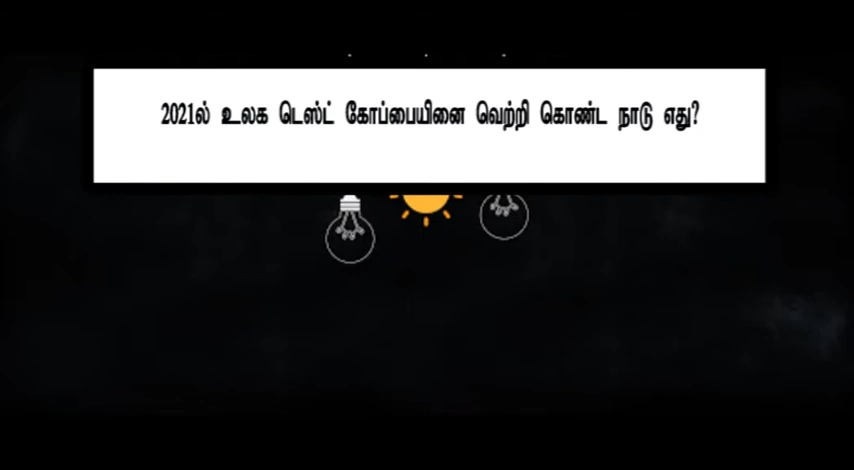 2021ல் உலக டெஸ்ட் கோப்பையினை வெற்றி கொண்ட நாடு எது?